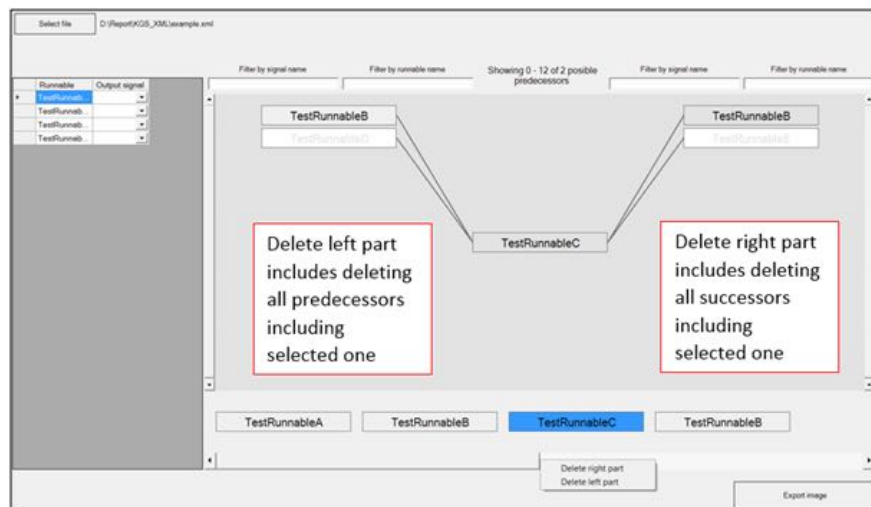 Select file D:\Report\KGS_XML\example.xml
Filter by signal name Filter by runnable name Showing 0 - 12 of 2 posible Filter by signal name Filter by runnable name
predecessors
Runnable Output signal
TestRunnab...
TestRunnab...
TestRunnab...
TestRunnab...
TestRunnableB TestRunnableB
TestRunnableC
Delete left part
includes deleting
all predecessors
including
selected one
Delete right part
includes deleting
all successors
including
selected one
TestRunnableA TestRunnableB TestRunnableC TestRunnableB
Delete right part
Delete left part
Export image